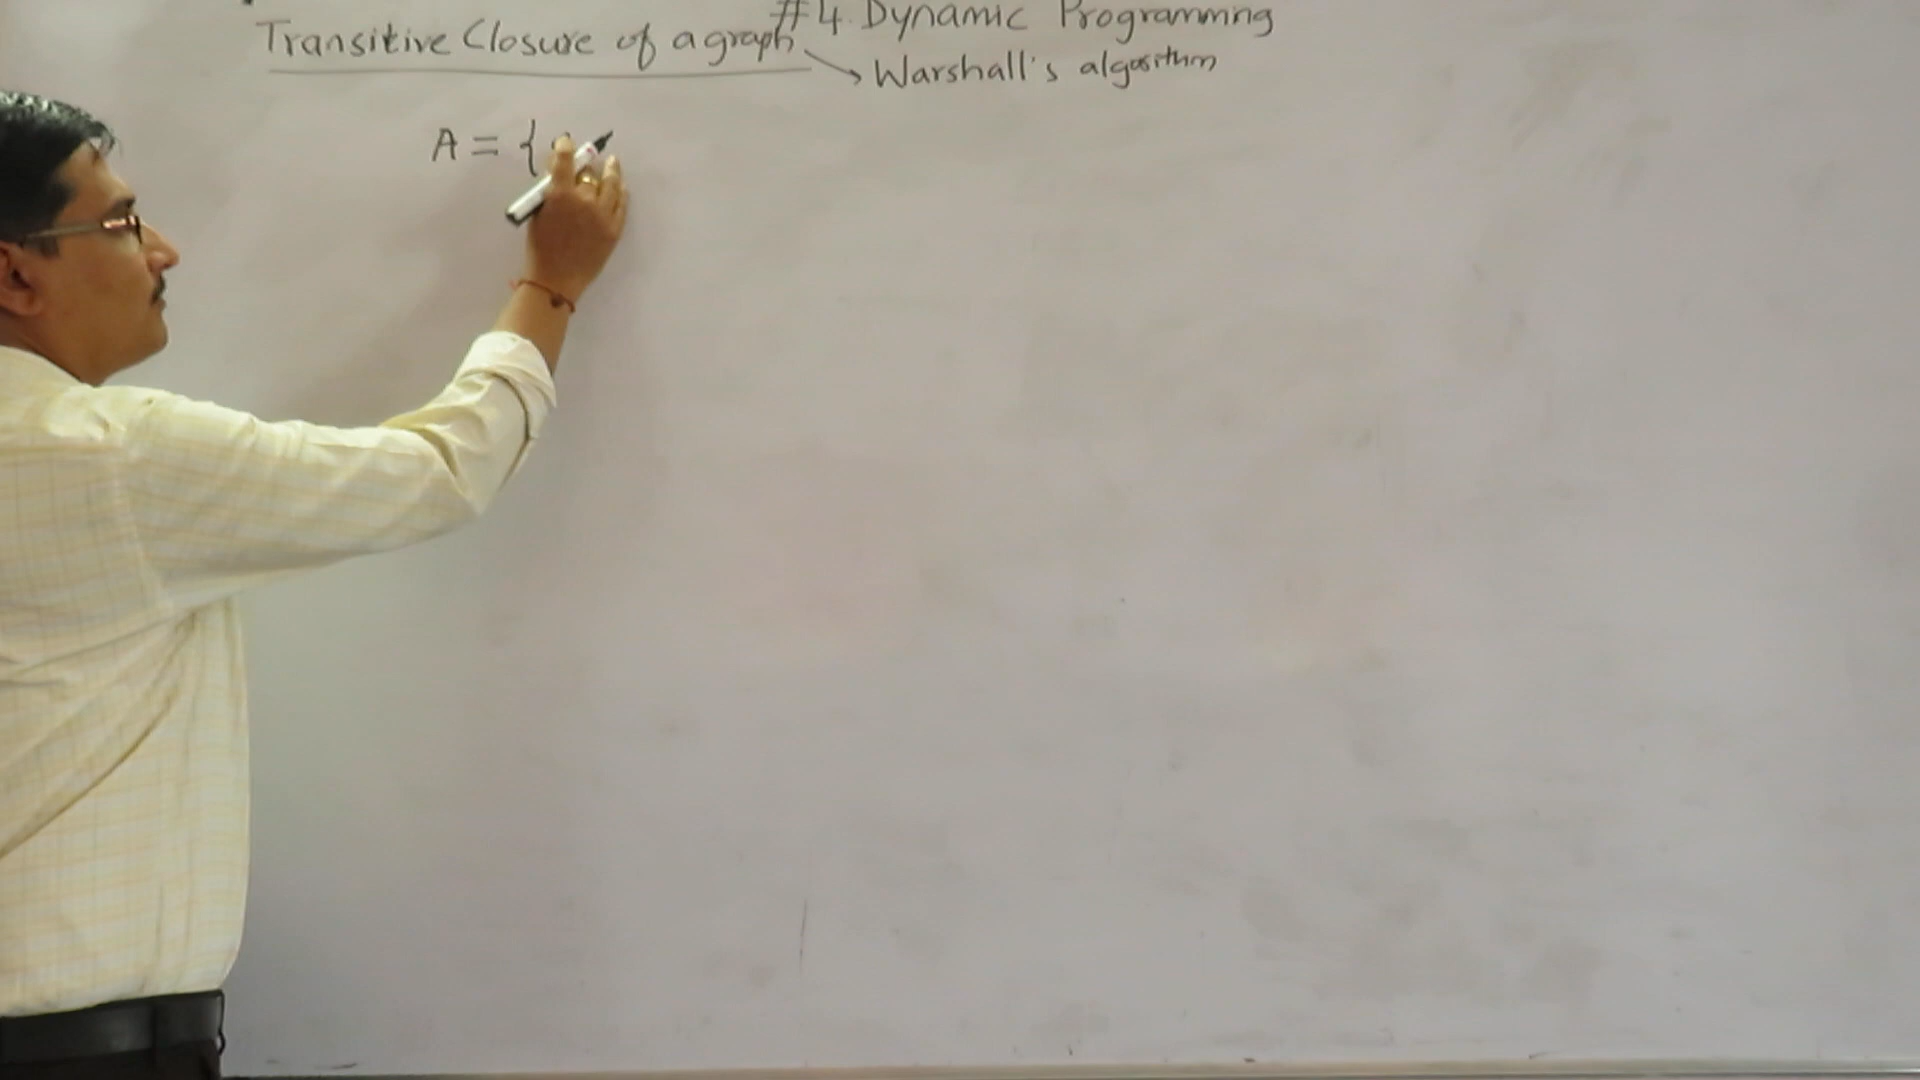 #4. Dynamic Programming
Transitive Closure of a graph
Warshall's algorithm
A = {